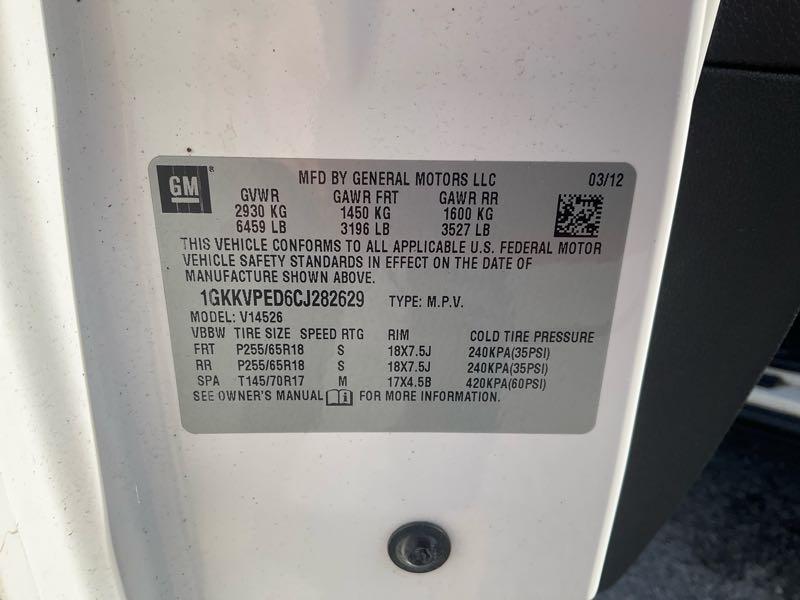 GM ®
MFD BY GENERAL MOTORS LLC 03/12
GVWR GAWR FRT GAWR RR
2930 KG 1450 KG 1600 KG
6459 LB 3196 LB 3527 LB
THIS VEHICLE CONFORMS TO ALL APPLICABLE U.S. FEDERAL MOTOR
VEHICLE SAFETY STANDARDS IN EFFECT ON THE DATE OF
MANUFACTURE SHOWN ABOVE.
1GKKVPED6CJ282629 TYPE: M.P.V.
MODEL: V14526
VBBW TIRE SIZE SPEED RTG RIM COLD TIRE PRESSURE
FRT P255/65R18 S 18X7.5J 240KPA(35PSI)
RR P255/65R18 S 18X7.5J 240KPA(35PSI)
SPA T145/70R17 M 17X4.5B 420KPA(60PSI)
SEE OWNER'S MANUAL FOR MORE INFORMATION.